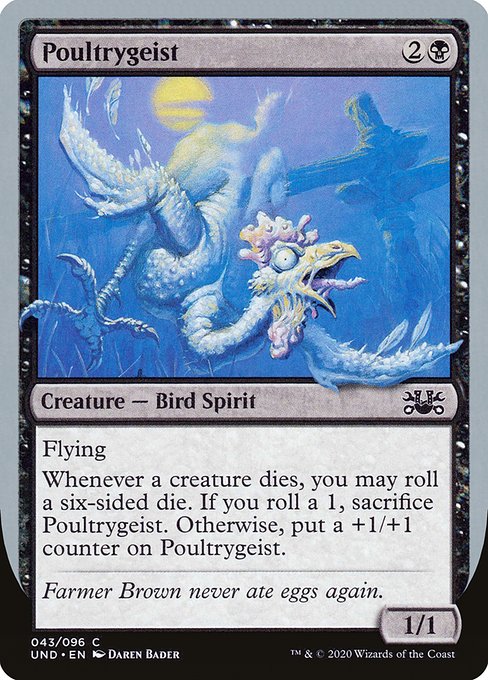 Poultrygeist 2
Creature — Bird Spirit
Flying
Whenever a creature dies, you may roll
a six-sided die. If you roll a 1, sacrifice
Poultrygeist. Otherwise, put a +1/+1
counter on Poultrygeist.
Farmer Brown never ate eggs again.
1/1
043/096 C
UND • EN DAREN BADER
™ & © 2020 Wizards of the Coast